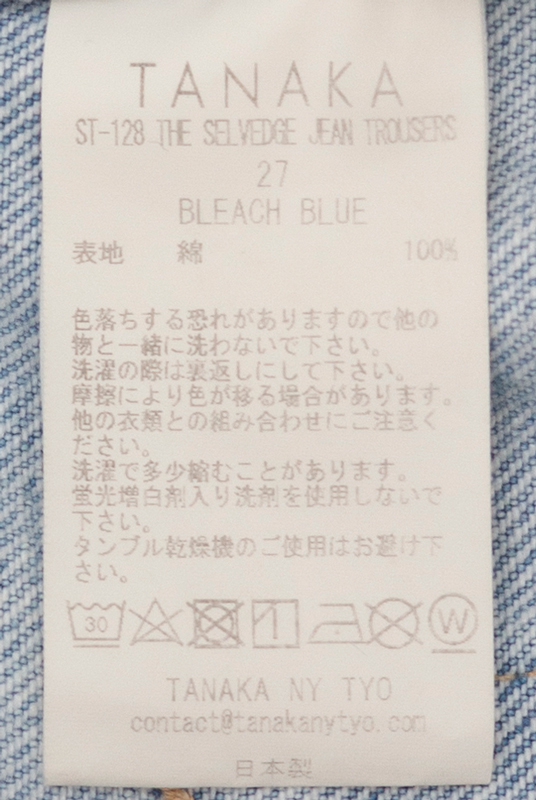 TANAKA
ST-128 THE SELVEDGE JEAN TROUSERS
27
BLEACH BLUE
表地 綿 100%
色落ちする恐れがありますので他の
物と一緒に洗わないで下さい。
洗濯の際は裏返しにして下さい。
摩擦により色が移る場合があります。
他の衣類との組み合わせにご注意く
ださい。
洗濯で多少縮むことがあります。
蛍光増白剤入り洗剤を使用しないで
下さい。
タンブル乾燥機のご使用はお避け下
さい。
30 W
TANAKA NY TYO
contact@tanakanytyo.com
日本製